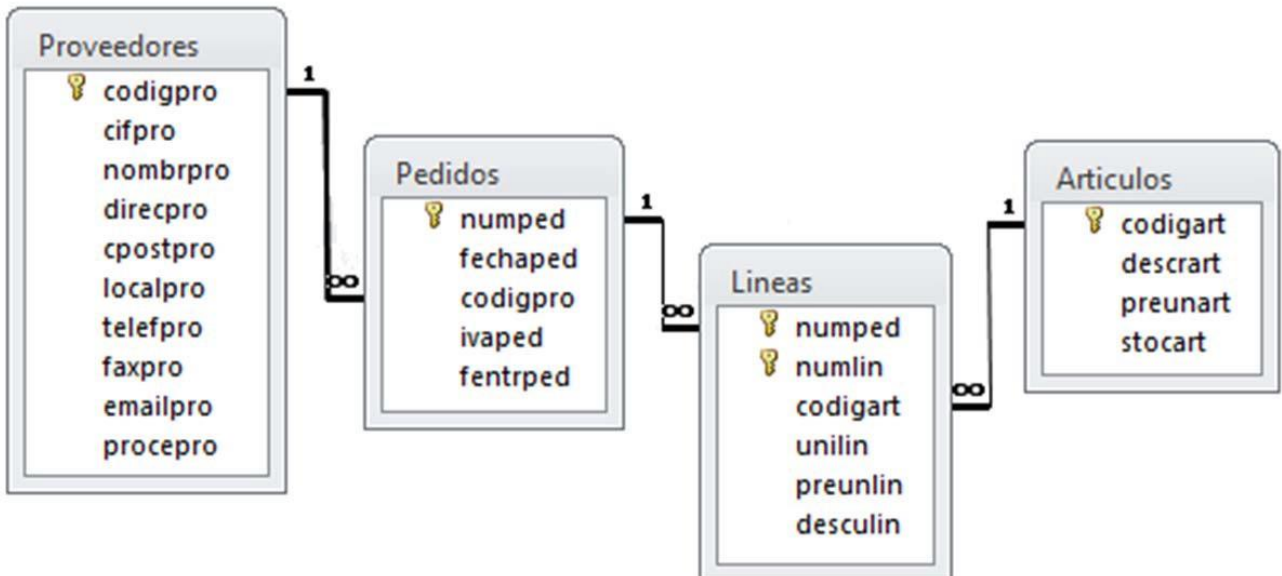 Proveedores
codigpro
cifpro
nombrpro
direcpro
cpostpro
localpro
telefpro
faxpro
emailpro
procepro
1
∞
Pedidos
numped
fechaped
codigpro
ivaped
fentrped
1
∞
Lineas
numped
numlin
codigart
unilin
preunlin
desculin
1
∞
Articulos
codigart
descrart
preunart
stocart